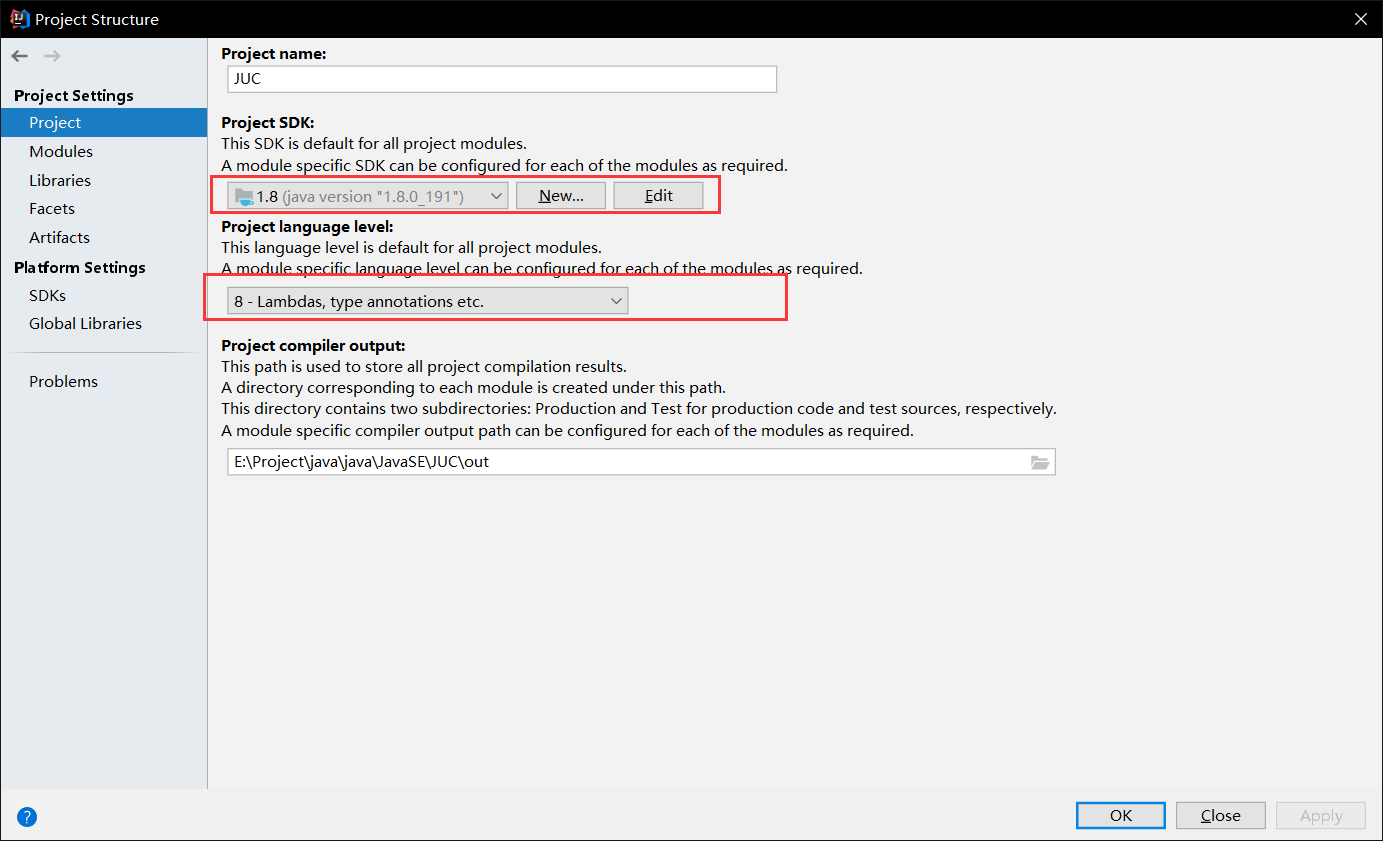 Project Structure
Project Settings
Project
Modules
Libraries
Facets
Artifacts
Platform Settings
SDKs
Global Libraries
Problems
Project name:
JUC
Project SDK:
This SDK is default for all project modules.
A module specific SDK can be configured for each of the modules as required.
1.8 (java version "1.8.0_191") New... Edit
Project language level:
This language level is default for all project modules.
A module specific language level can be configured for each of the modules as required.
8 - Lambdas, type annotations etc.
Project compiler output:
This path is used to store all project compilation results.
A directory corresponding to each module is created under this path.
This directory contains two subdirectories: Production and Test for production code and test sources, respectively.
A module specific compiler output path can be configured for each of the modules as required.
E:\Project\java\java\JavaSE\JUC\out
? OK Close Apply